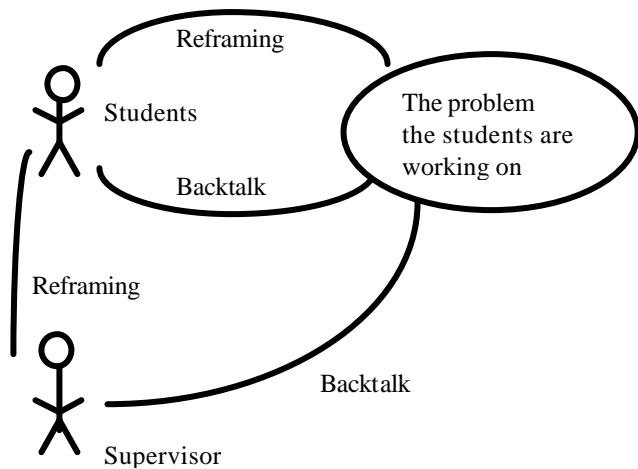 Reframing
Students
The problem
the students are
working on
Backtalk
Reframing
Backtalk
Supervisor